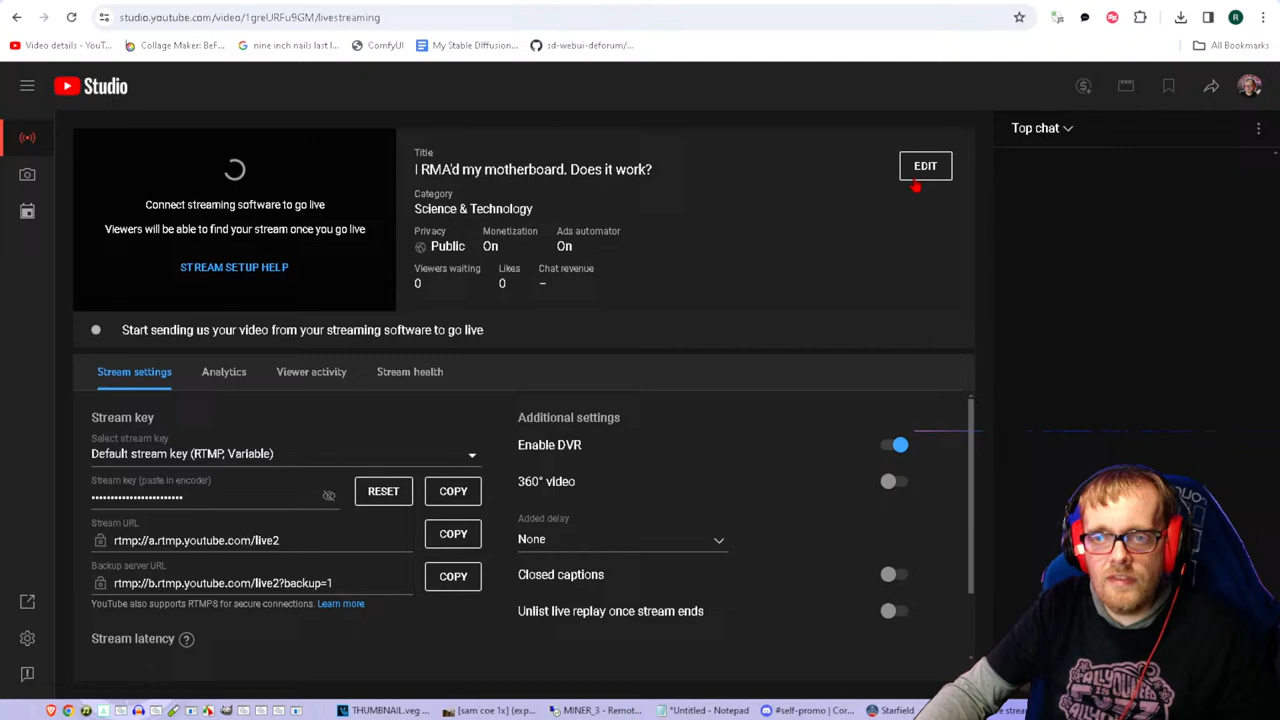 studio.youtube.com/video/1greURFu9GM/livestreaming
R
Video details - YouT...
Collage Maker: BeF...
nine inch nails last l...
ComfyUI
My Stable DIffusion...
sd-webui-deforum/...
All Bookmarks
Studio
Connect streaming software to go live
Viewers will be able to find your stream once you go live
STREAM SETUP HELP
Title
I RMA'd my motherboard. Does it work?
EDIT
Category
Science & Technology
Privacy Monetization Ads automator
Public On On
Viewers waiting Likes Chat revenue
0 0 –
Top chat
Start sending us your video from your streaming software to go live
Stream settings Analytics Viewer activity Stream health
Stream key
Select stream key
Default stream key (RTMP, Variable)
Stream key (paste in encoder)
••••••••••••••••••••••••
RESET COPY
Stream URL
rtmp://a.rtmp.youtube.com/live2
COPY
Backup server URL
rtmp://b.rtmp.youtube.com/live2?backup=1
COPY
YouTube also supports RTMPS for secure connections. Learn more
Stream latency
Additional settings
Enable DVR
360° video
Added delay
None
Closed captions
Unlist live replay once stream ends
THUMBNAIL.veg ...
[sam coe 1x] (exp...
MINER_3 - Remot...
*Untitled - Notepad
#self-promo | Cor...
Starfield